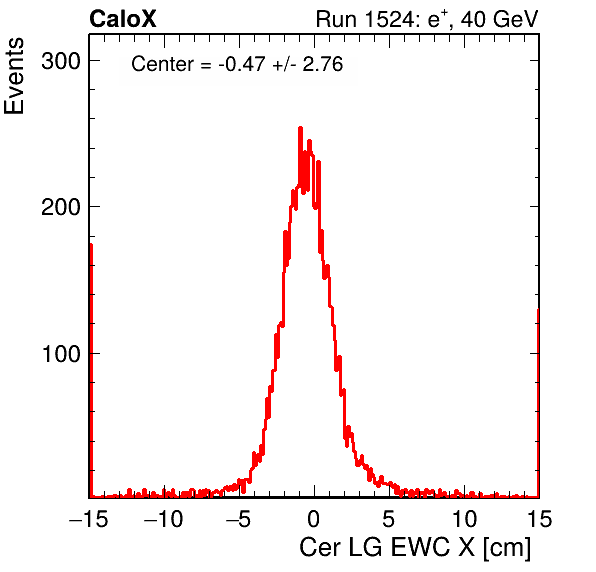 CaloX Run 1524: e⁺, 40 GeV
Events
Center = -0.47 +/- 2.76
300
200
100
−15 −10 −5 0 5 10 15
Cer LG EWC X [cm]